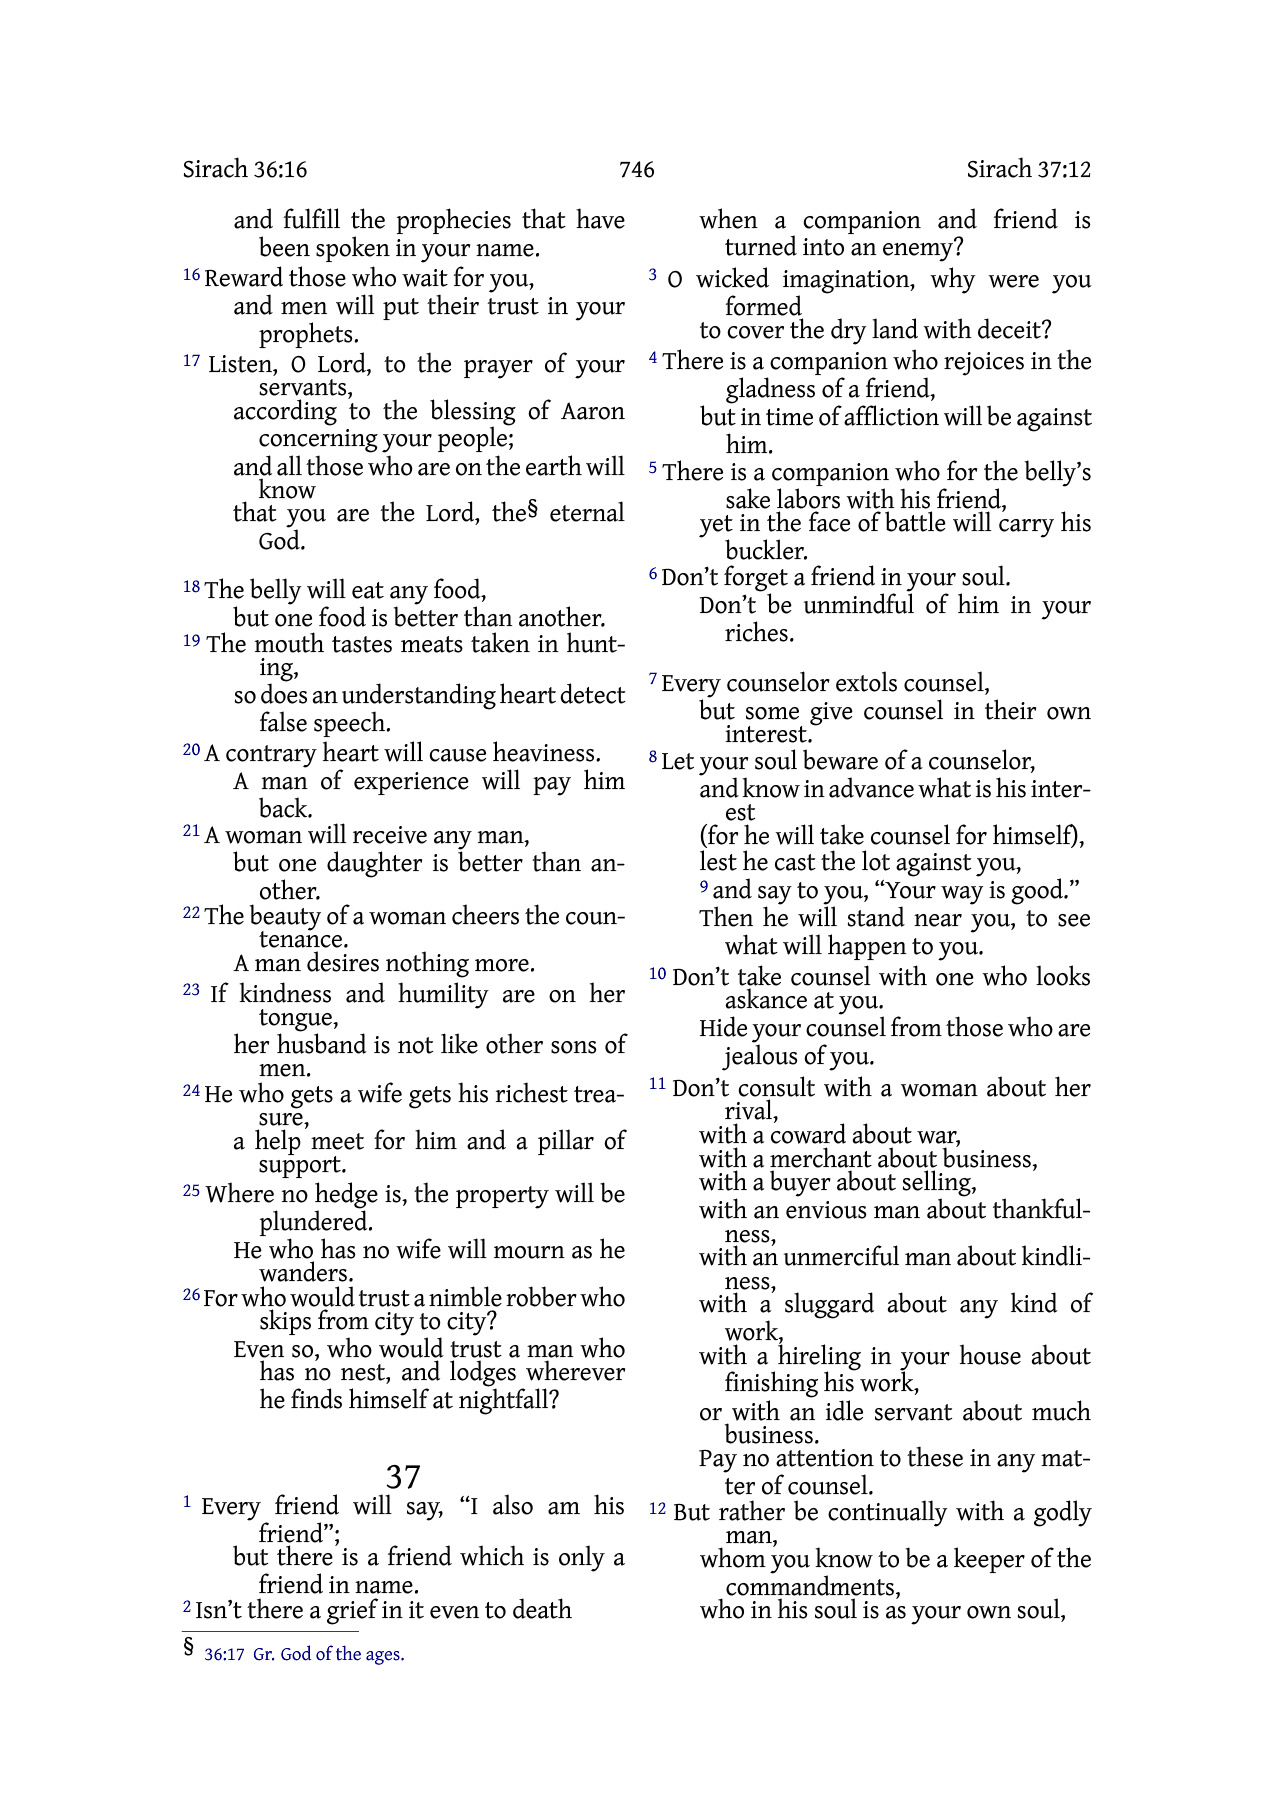 Sirach 36:16 746 Sirach 37:12
and fulfill the prophecies that have
been spoken in your name.
16 Reward those who wait for you,
and men will put their trust in your
prophets.
17 Listen, O Lord, to the prayer of your
servants,
according to the blessing of Aaron
concerning your people;
and all those who are on the earth will
know
that you are the Lord, the§ eternal
God.
18 The belly will eat any food,
but one food is better than another.
19 The mouth tastes meats taken in hunt-
ing,
so does an understanding heart detect
false speech.
20 A contrary heart will cause heaviness.
A man of experience will pay him
back.
21 A woman will receive any man,
but one daughter is better than an-
other.
22 The beauty of a woman cheers the coun-
tenance.
A man desires nothing more.
23 If kindness and humility are on her
tongue,
her husband is not like other sons of
men.
24 He who gets a wife gets his richest trea-
sure,
a help meet for him and a pillar of
support.
25 Where no hedge is, the property will be
plundered.
He who has no wife will mourn as he
wanders.
26 For who would trust a nimble robber who
skips from city to city?
Even so, who would trust a man who
has no nest, and lodges wherever
he finds himself at nightfall?
37
1 Every friend will say, “I also am his
friend”;
but there is a friend which is only a
friend in name.
2 Isn’t there a grief in it even to death
§ 36:17 Gr. God of the ages.
when a companion and friend is
turned into an enemy?
3 O wicked imagination, why were you
formed
to cover the dry land with deceit?
4 There is a companion who rejoices in the
gladness of a friend,
but in time of affliction will be against
him.
5 There is a companion who for the belly’s
sake labors with his friend,
yet in the face of battle will carry his
buckler.
6 Don’t forget a friend in your soul.
Don’t be unmindful of him in your
riches.
7 Every counselor extols counsel,
but some give counsel in their own
interest.
8 Let your soul beware of a counselor,
and know in advance what is his inter-
est
(for he will take counsel for himself),
lest he cast the lot against you,
9 and say to you, “Your way is good.”
Then he will stand near you, to see
what will happen to you.
10 Don’t take counsel with one who looks
askance at you.
Hide your counsel from those who are
jealous of you.
11 Don’t consult with a woman about her
rival,
with a coward about war,
with a merchant about business,
with a buyer about selling,
with an envious man about thankful-
ness,
with an unmerciful man about kindli-
ness,
with a sluggard about any kind of
work,
with a hireling in your house about
finishing his work,
or with an idle servant about much
business.
Pay no attention to these in any mat-
ter of counsel.
12 But rather be continually with a godly
man,
whom you know to be a keeper of the
commandments,
who in his soul is as your own soul,